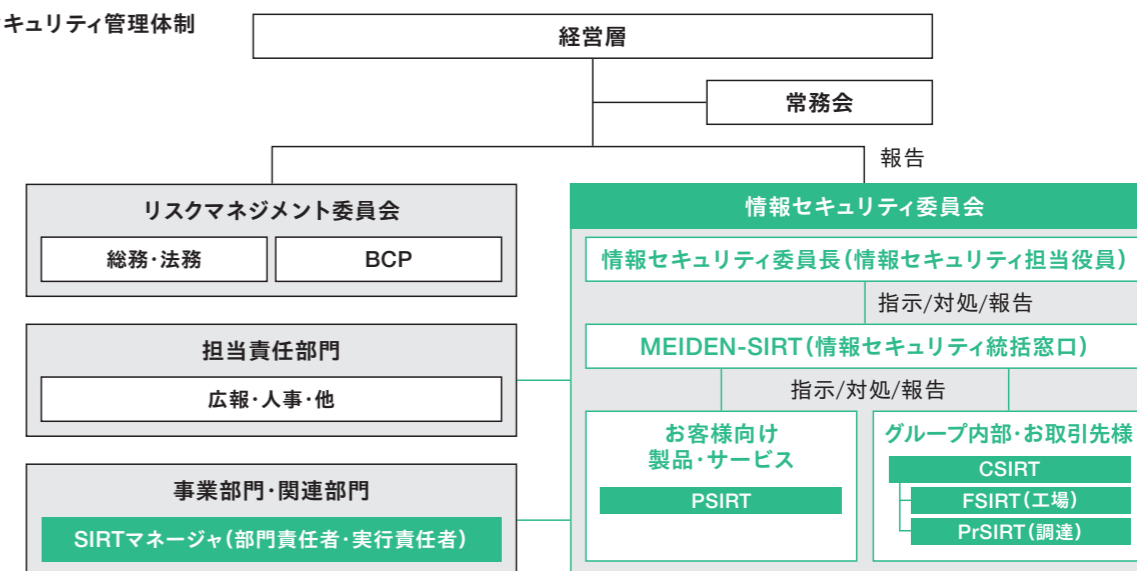 キュリティ管理体制
経営層
常務会
報告
リスクマネジメント委員会
総務・法務
BCP
担当責任部門
広報・人事・他
事業部門・関連部門
SIRTマネージャ(部門責任者・実行責任者)
情報セキュリティ委員会
情報セキュリティ委員長(情報セキュリティ担当役員)
指示/対処/報告
MEIDEN-SIRT(情報セキュリティ統括窓口)
指示/対処/報告
お客様向け
製品・サービス
PSIRT
グループ内部・お取引先様
CSIRT
FSIRT(工場)
PrSIRT(調達)